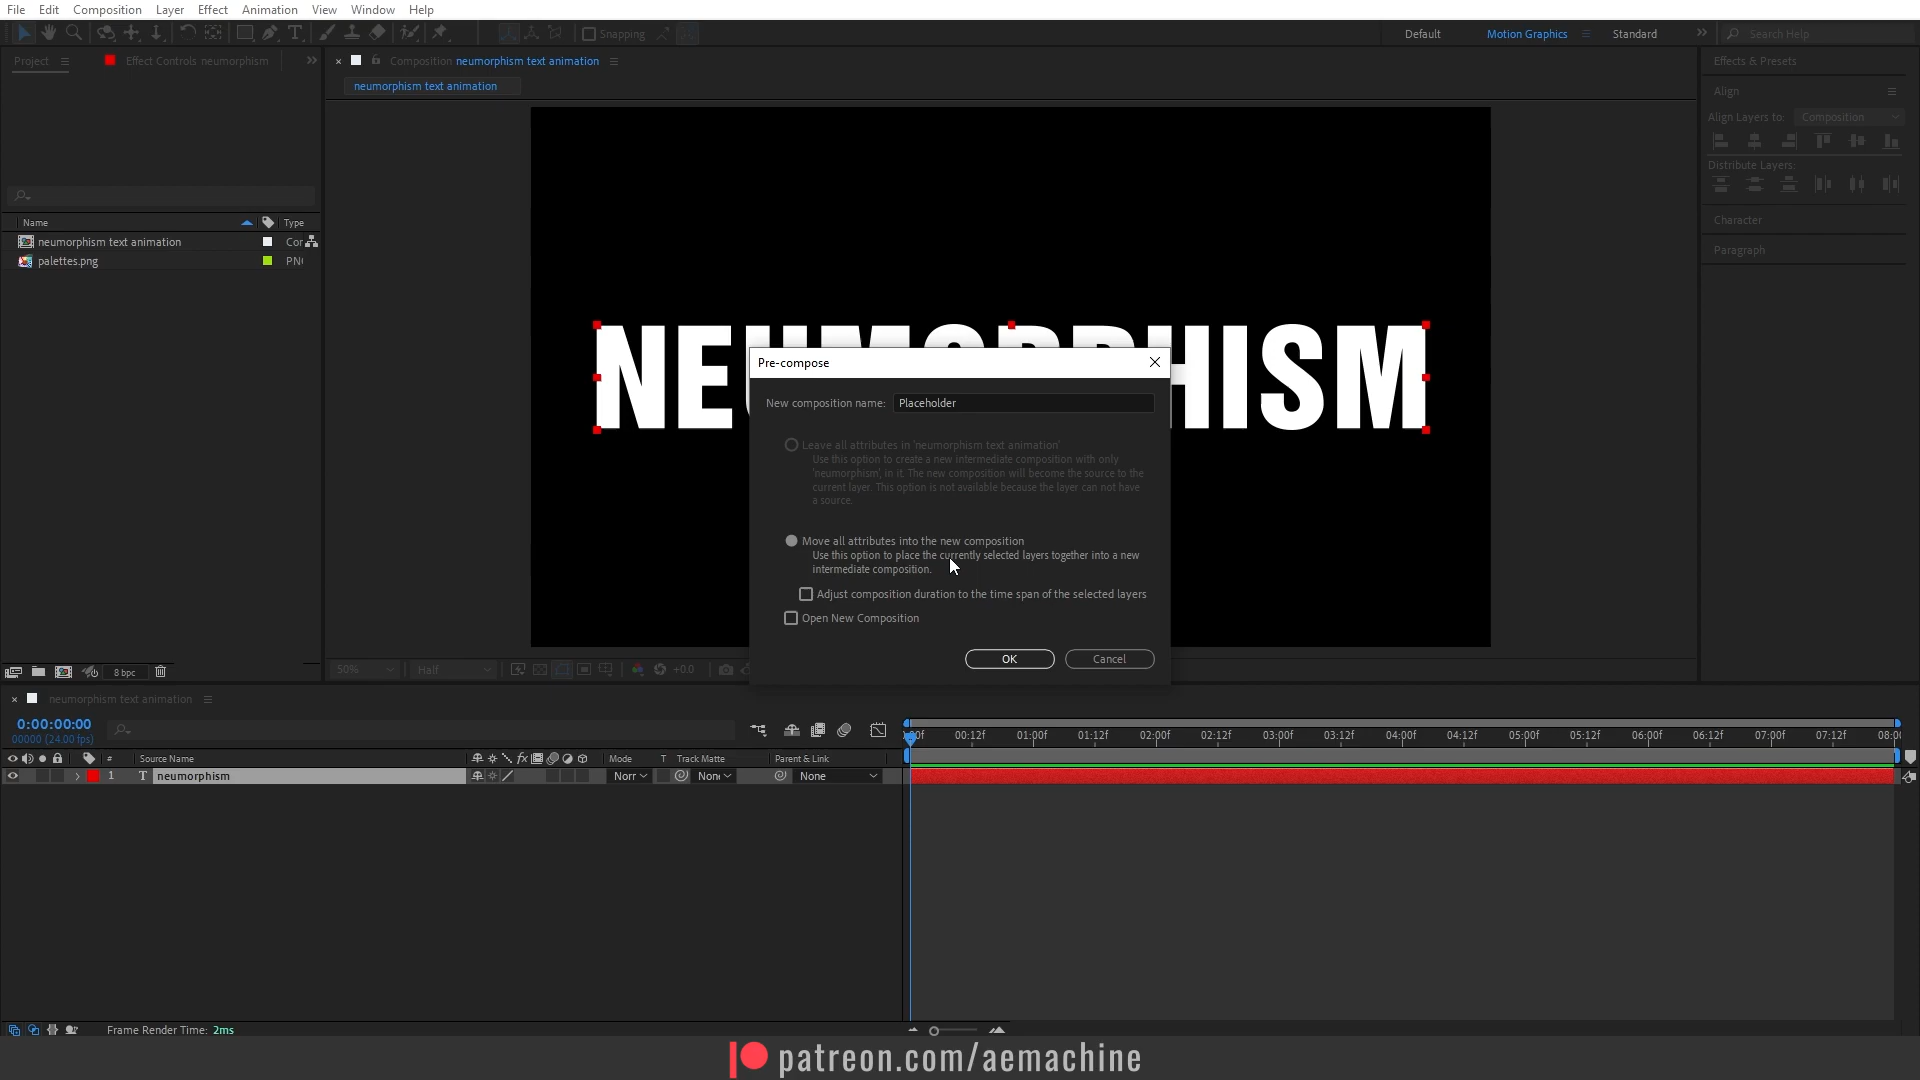 File Edit Composition Layer Effect Animation View Window Help
Snapping
Default Motion Graphics Standard Search Help
Project Effect Controls neumorphism
Composition neumorphism text animation
Effects & Presets
neumorphism text animation
Align
Align Layers to: Composition
Distribute Layers:
Character
Paragraph
Name Type
neumorphism text animation
palettes.png
NEUMORPHISM
Pre-compose
New composition name: Placeholder
Leave all attributes in 'neumorphism text animation'
Use this option to create a new intermediate composition with only
'neumorphism', in it. The new composition will become the source to the
current layer. This option is not available because the layer can not have
a source.
Move all attributes into the new composition
Use this option to place the currently selected layers together into a new
intermediate composition.
Adjust composition duration to the time span of the selected layers
Open New Composition
OK Cancel
8 bpc
50% Half +0.0
neumorphism text animation
0:00:00:00
00000 (24.00 fps)
00:12f 01:00f 01:12f 02:00f 02:12f 03:00f 03:12f 04:00f 04:12f 05:00f 05:12f 06:00f 06:12f 07:00f 07:12f 08:0
# Source Name fx Mode T Track Matte Parent & Link
1 T neumorphism Norr None
Frame Render Time: 2ms
patreon.com/aemachine